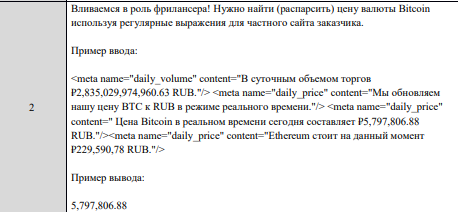 Вливаемся в роль фрилансера! Нужно найти (распарсить) цену валюты Bitcoin
используя регулярные выражения для частного сайта заказчика.
Пример ввода:
<meta name="daily_volume" content="В суточным объемом торгов
₽2,835,029,974,960.63 RUB."/> <meta name="daily_price" content="Мы обновляем
2
нашу цену BTC к RUB в режиме реального времени."/> <meta name="daily_price"
content=" Цена Bitcoin в реальном времени сегодня составляет ₽5,797,806.88
RUB."/><meta name="daily_price" content="Ethereum стоит на данный момент
₽229,590,78 RUB."/>
Пример вывода:
5,797,806.88